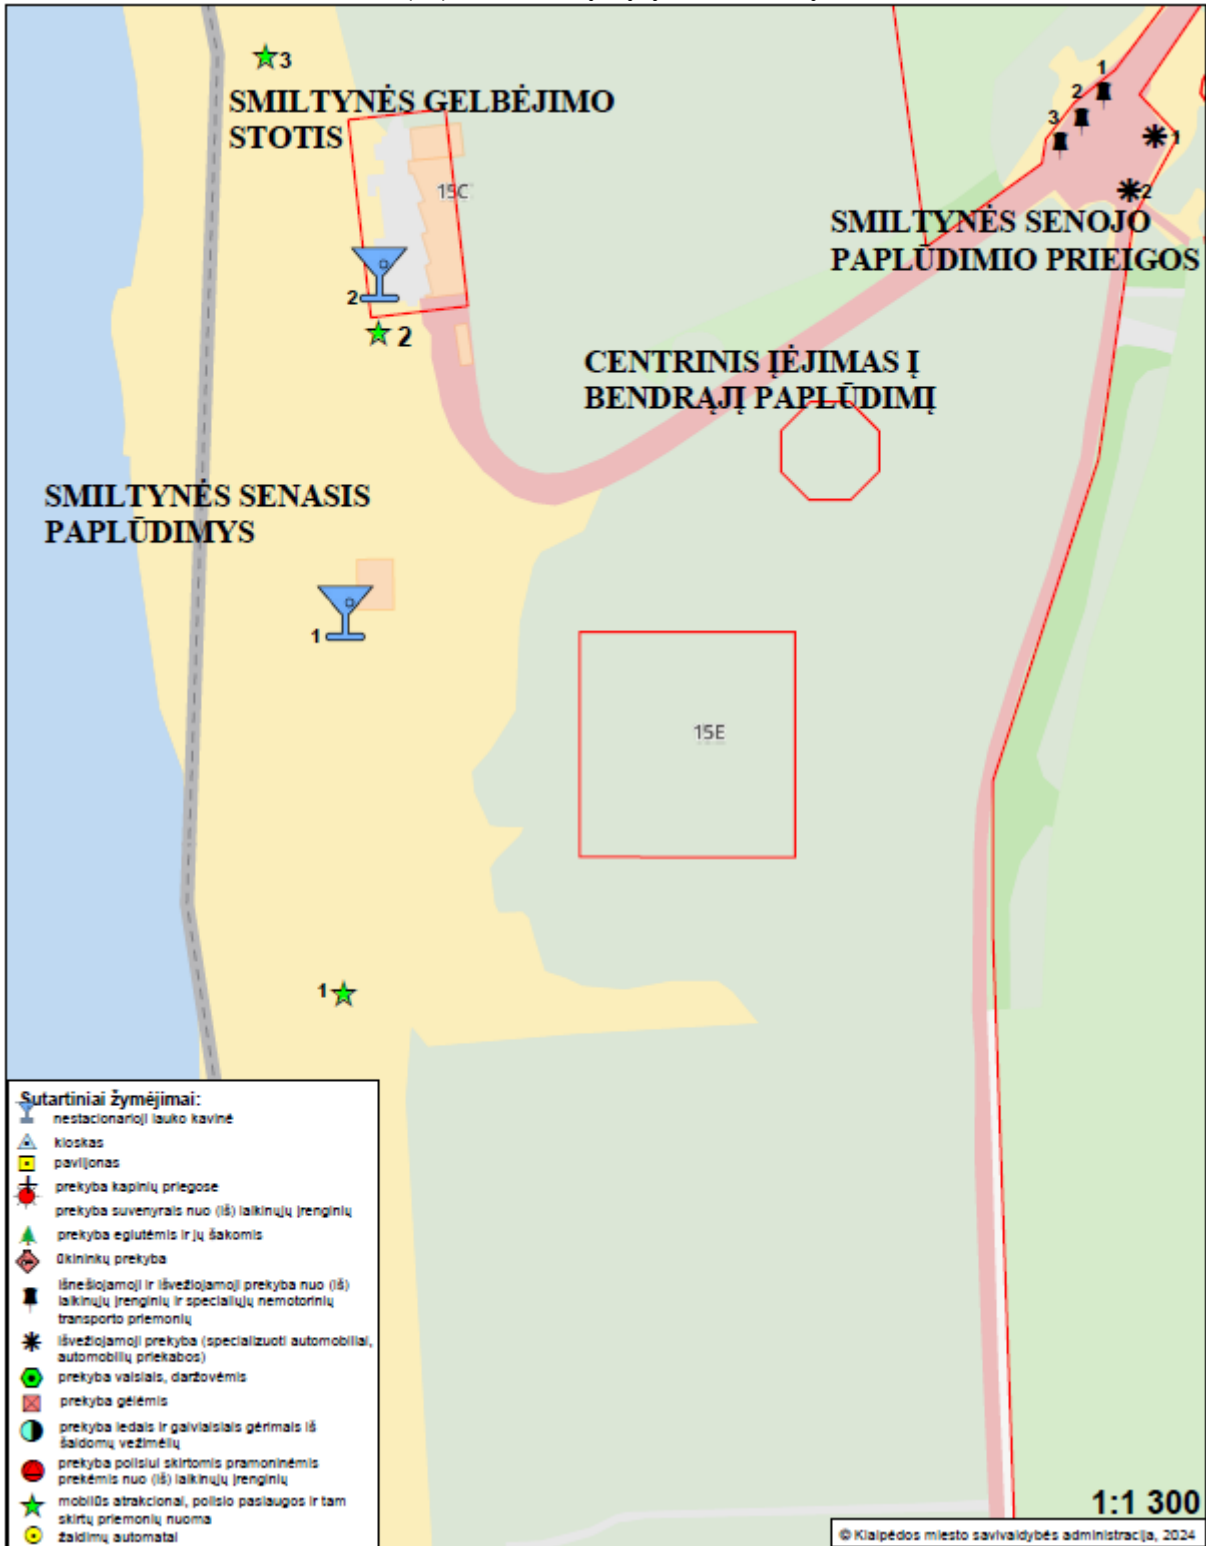 3
SMILTYNĖS GELBĖJIMO
STOTIS
15C
2
2
1
2
3
1
2
SMILTYNĖS SENOJO
PAPLŪDIMIO PRIEIGOS
CENTRINIS ĮĖJIMAS Į
BENDRĄJĮ PAPLŪDIMĮ
SMILTYNĖS SENASIS
PAPLŪDIMYS
1
15E
1
Sutartiniai žymėjimai:
nestacionarioji lauko kavinė
kioskas
paviljonas
prekyba kapinių priegose
prekyba suvenyrais nuo (iš) laikinųjų įrenginių
prekyba eglutėmis ir jų šakomis
ūkininkų prekyba
išnešiojamoji ir išvežiojamoji prekyba nuo (iš)
laikinųjų įrenginių ir specialiųjų nemotorinių
transporto priemonių
išvežiojamoji prekyba (specializuoti automobiliai,
automobilių priekabos)
prekyba vaisiais, daržovėmis
prekyba gėlėmis
prekyba ledais ir gaiviaisiais gėrimais iš
šaldomų vežimėlių
prekyba poilsiui skirtomis pramoninėmis
prekėmis nuo (iš) laikinųjų įrenginių
mobilūs atrakcionai, poilsio paslaugos ir tam
skirtų priemonių nuoma
žaidimų automatai
1:1 300
© Klaipėdos miesto savivaldybės administracija, 2024